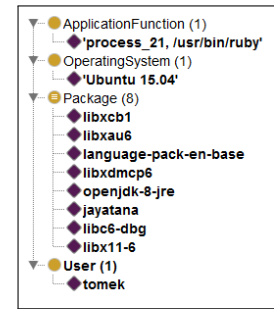 ApplicationFunction (1)
'process_21, /usr/bin/ruby'
OperatingSystem (1)
'Ubuntu 15.04'
Package (8)
libxcb1
libxau6
language-pack-en-base
libxdmcp6
openjdk-8-jre
jayatana
libc6-dbg
libx11-6
User (1)
tomek